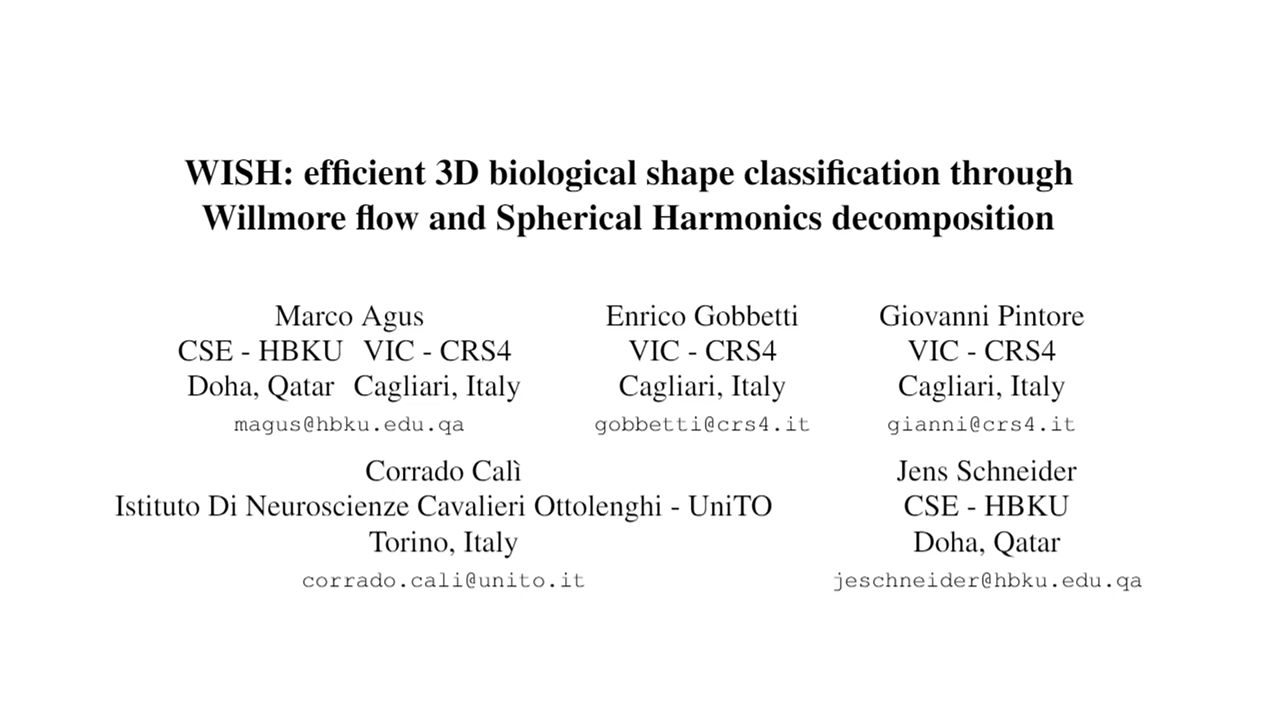 WISH: efficient 3D biological shape classification through
Willmore flow and Spherical Harmonics decomposition
Marco Agus
CSE - HBKU VIC - CRS4
Doha, Qatar Cagliari, Italy
magus@hbku.edu.qa
Enrico Gobbetti
VIC - CRS4
Cagliari, Italy
gobbetti@crs4.it
Giovanni Pintore
VIC - CRS4
Cagliari, Italy
gianni@crs4.it
Corrado Calì
Istituto Di Neuroscienze Cavalieri Ottolenghi - UniTO
Torino, Italy
corrado.cali@unito.it
Jens Schneider
CSE - HBKU
Doha, Qatar
jeschneider@hbku.edu.qa